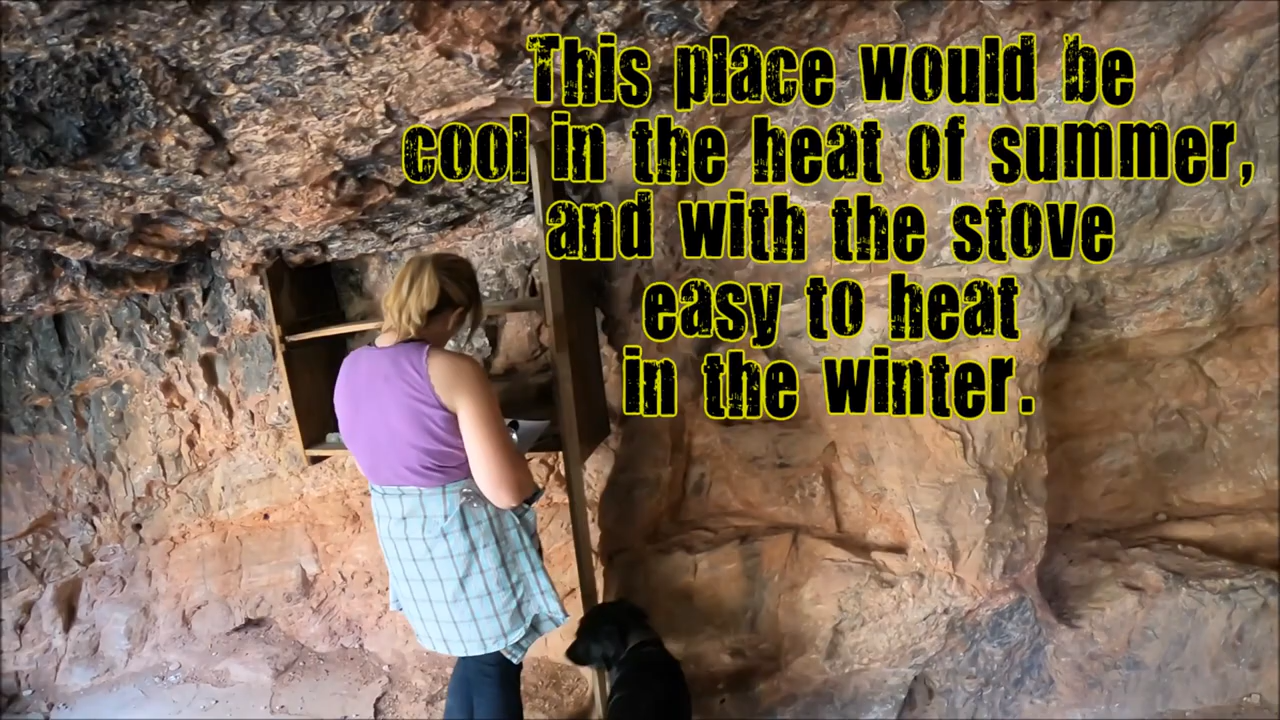 This place would be
cool in the heat of summer,
and with the stove
easy to heat
in the winter.